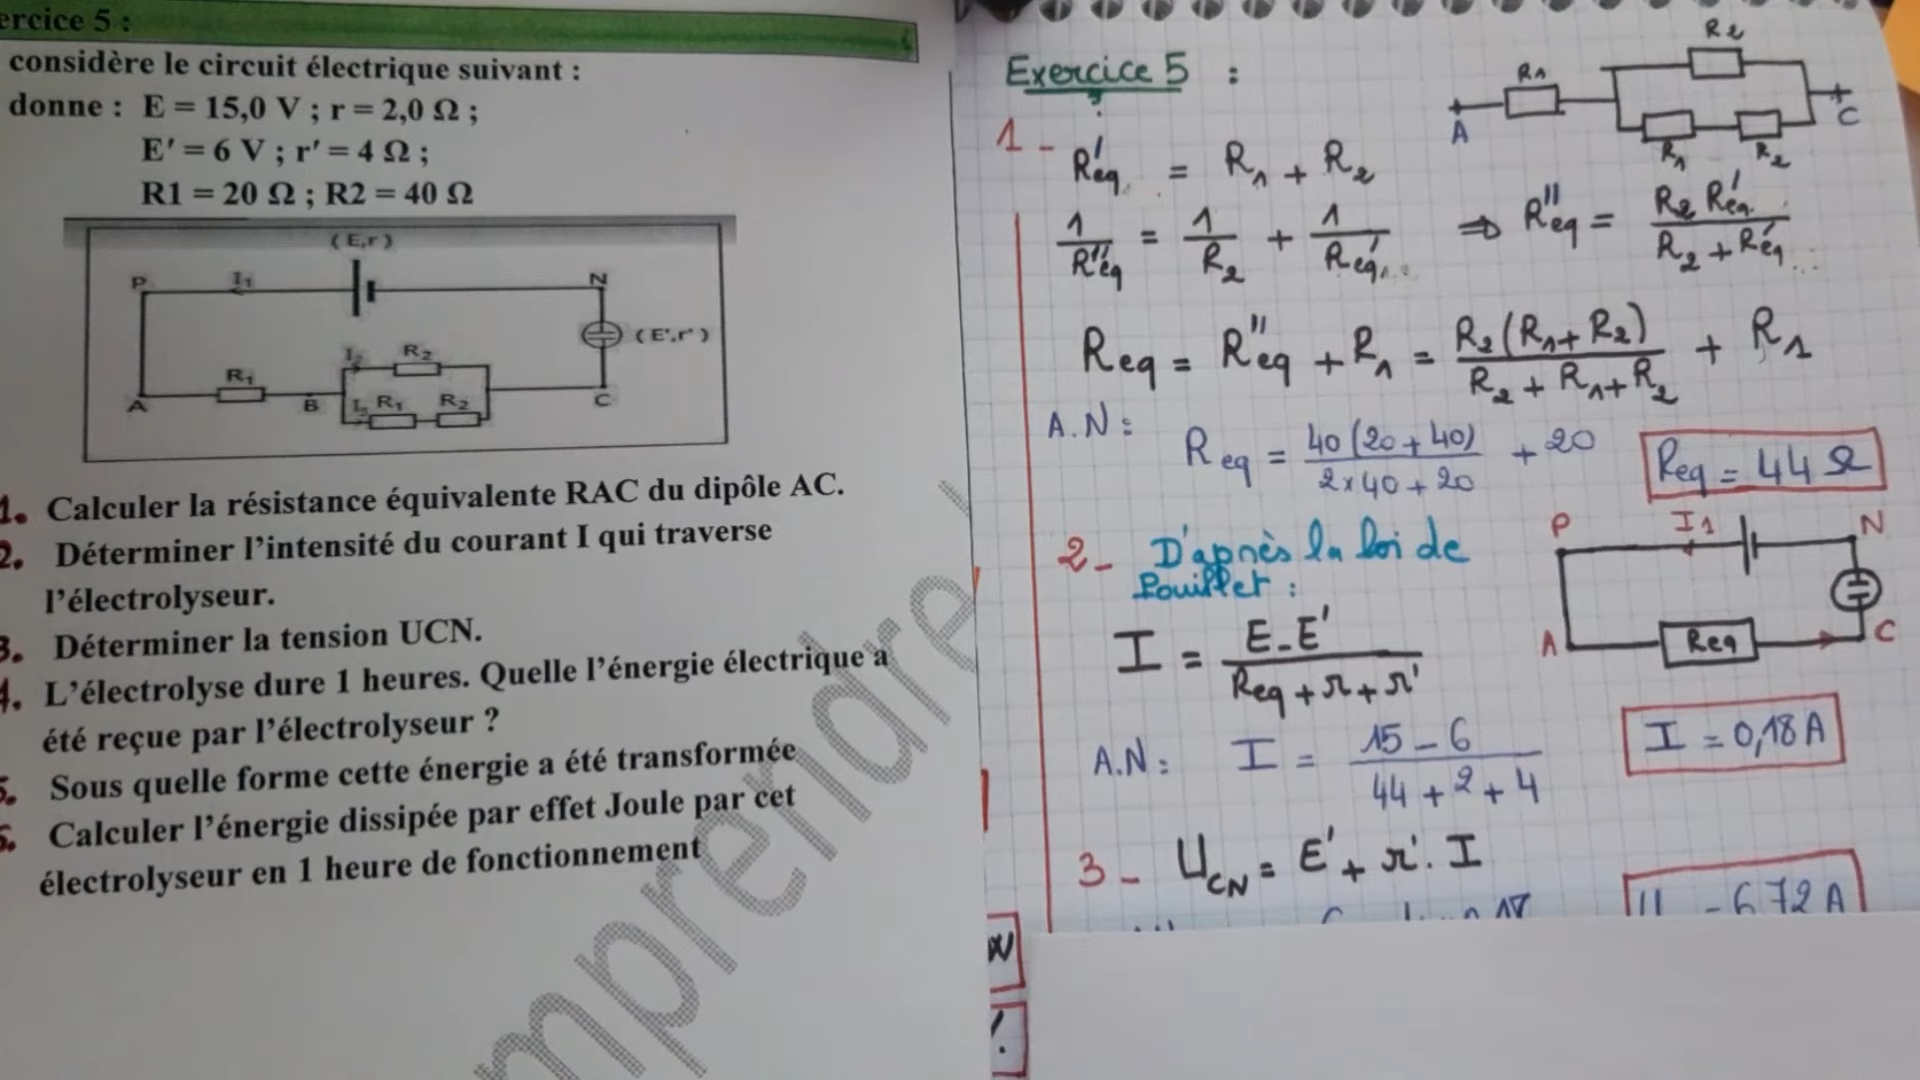 ercice 5 :
considère le circuit électrique suivant :
donne : E = 15,0 V ; r = 2,0 Ω ;
E' = 6 V ; r' = 4 Ω ;
R1 = 20 Ω ; R2 = 40 Ω
( E,r )
P I1 N
( E',r' )
I2 R2
R1
A B C
I3 R1 R2
1. Calculer la résistance équivalente RAC du dipôle AC.
2. Déterminer l'intensité du courant I qui traverse
l'électrolyseur.
3. Déterminer la tension UCN.
4. L'électrolyse dure 1 heures. Quelle l'énergie électrique a
été reçue par l'électrolyseur ?
5. Sous quelle forme cette énergie a été transformée
6. Calculer l'énergie dissipée par effet Joule par cet
électrolyseur en 1 heure de fonctionnement
mprendre
Exercice 5 :
R2
R1
A C
R1 R2
1 - R'eq = R1 + R2
1/R''eq = 1/R2 + 1/R'eq ⇒ R''eq = R2 R'eq / R2 + R'eq
Req = R''eq + R1 = R2 (R1 + R2) / R2 + R1 + R2 + R1
A.N : Req = 40 (20 + 40) / 2x40 + 20 + 20 Req = 44 Ω
2 - D'après la loi de
Pouillet :
P I1 N
A Req C
I = E - E' / Req + r + r'
A.N : I = 15 - 6 / 44 + 2 + 4 I = 0,18 A
3 - UCN = E' + r' . I
U = 6,72 A